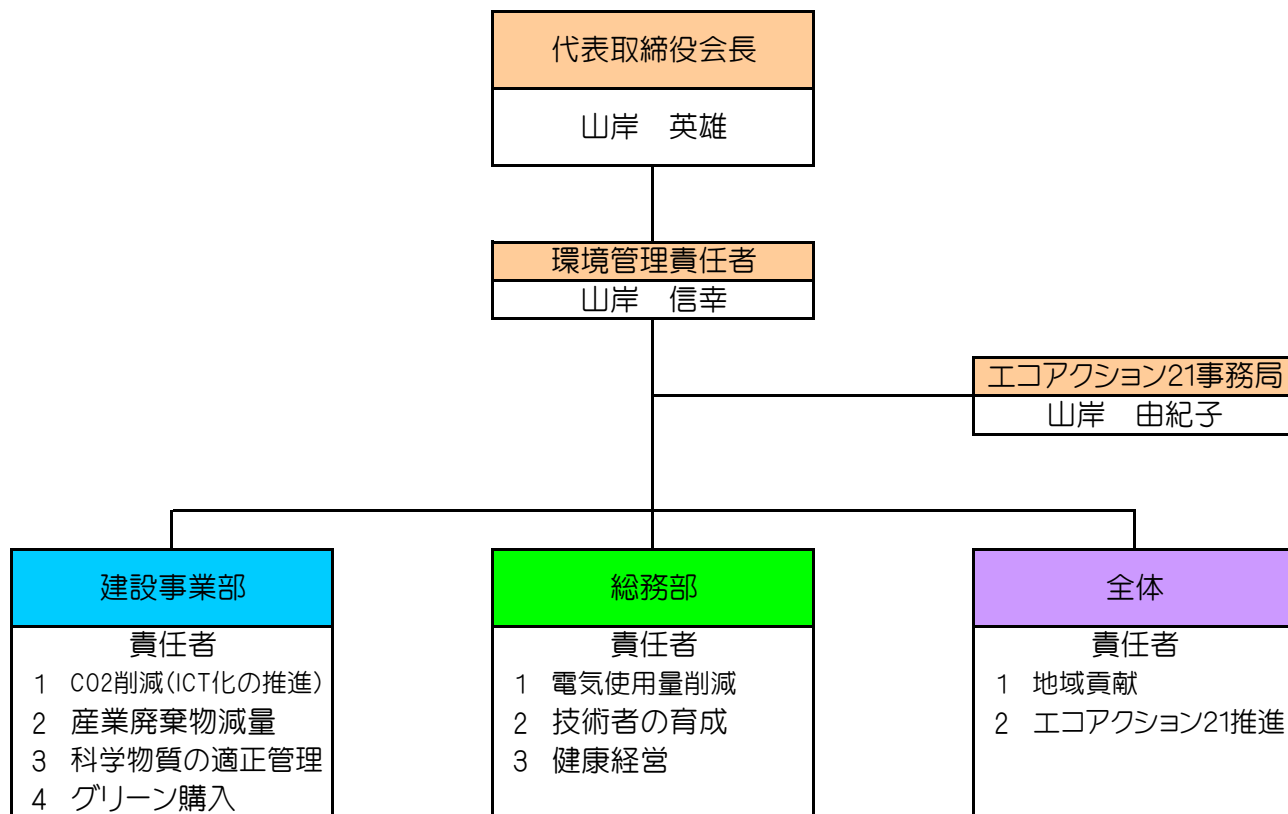 代表取締役会長
山岸　英雄
環境管理責任者
山岸　信幸
エコアクション21事務局
山岸　由紀子
建設事業部
責任者
1 CO2削減(ICT化の推進)
2 産業廃棄物減量
3 科学物質の適正管理
4 グリーン購入
総務部
責任者
1 電気使用量削減
2 技術者の育成
3 健康経営
全体
責任者
1 地域貢献
2 エコアクション21推進